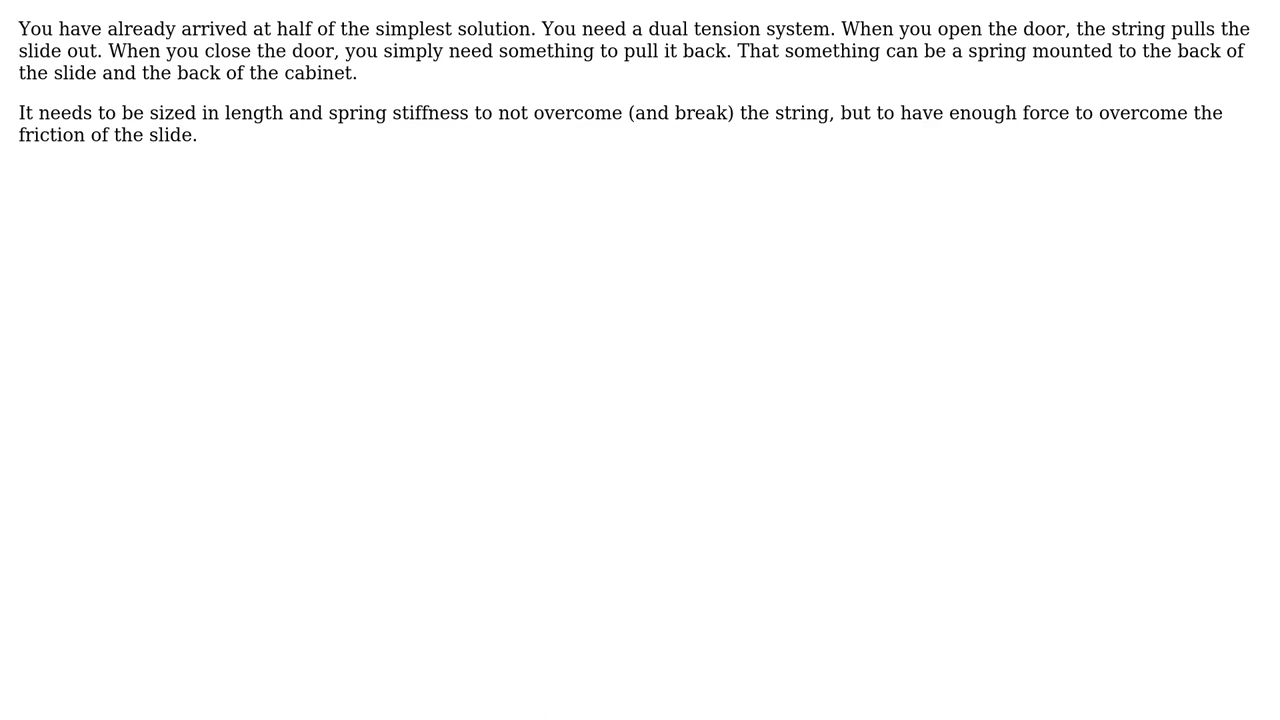 You have already arrived at half of the simplest solution. You need a dual tension system. When you open the door, the string pulls the
slide out. When you close the door, you simply need something to pull it back. That something can be a spring mounted to the back of
the slide and the back of the cabinet.
It needs to be sized in length and spring stiffness to not overcome (and break) the string, but to have enough force to overcome the
friction of the slide.